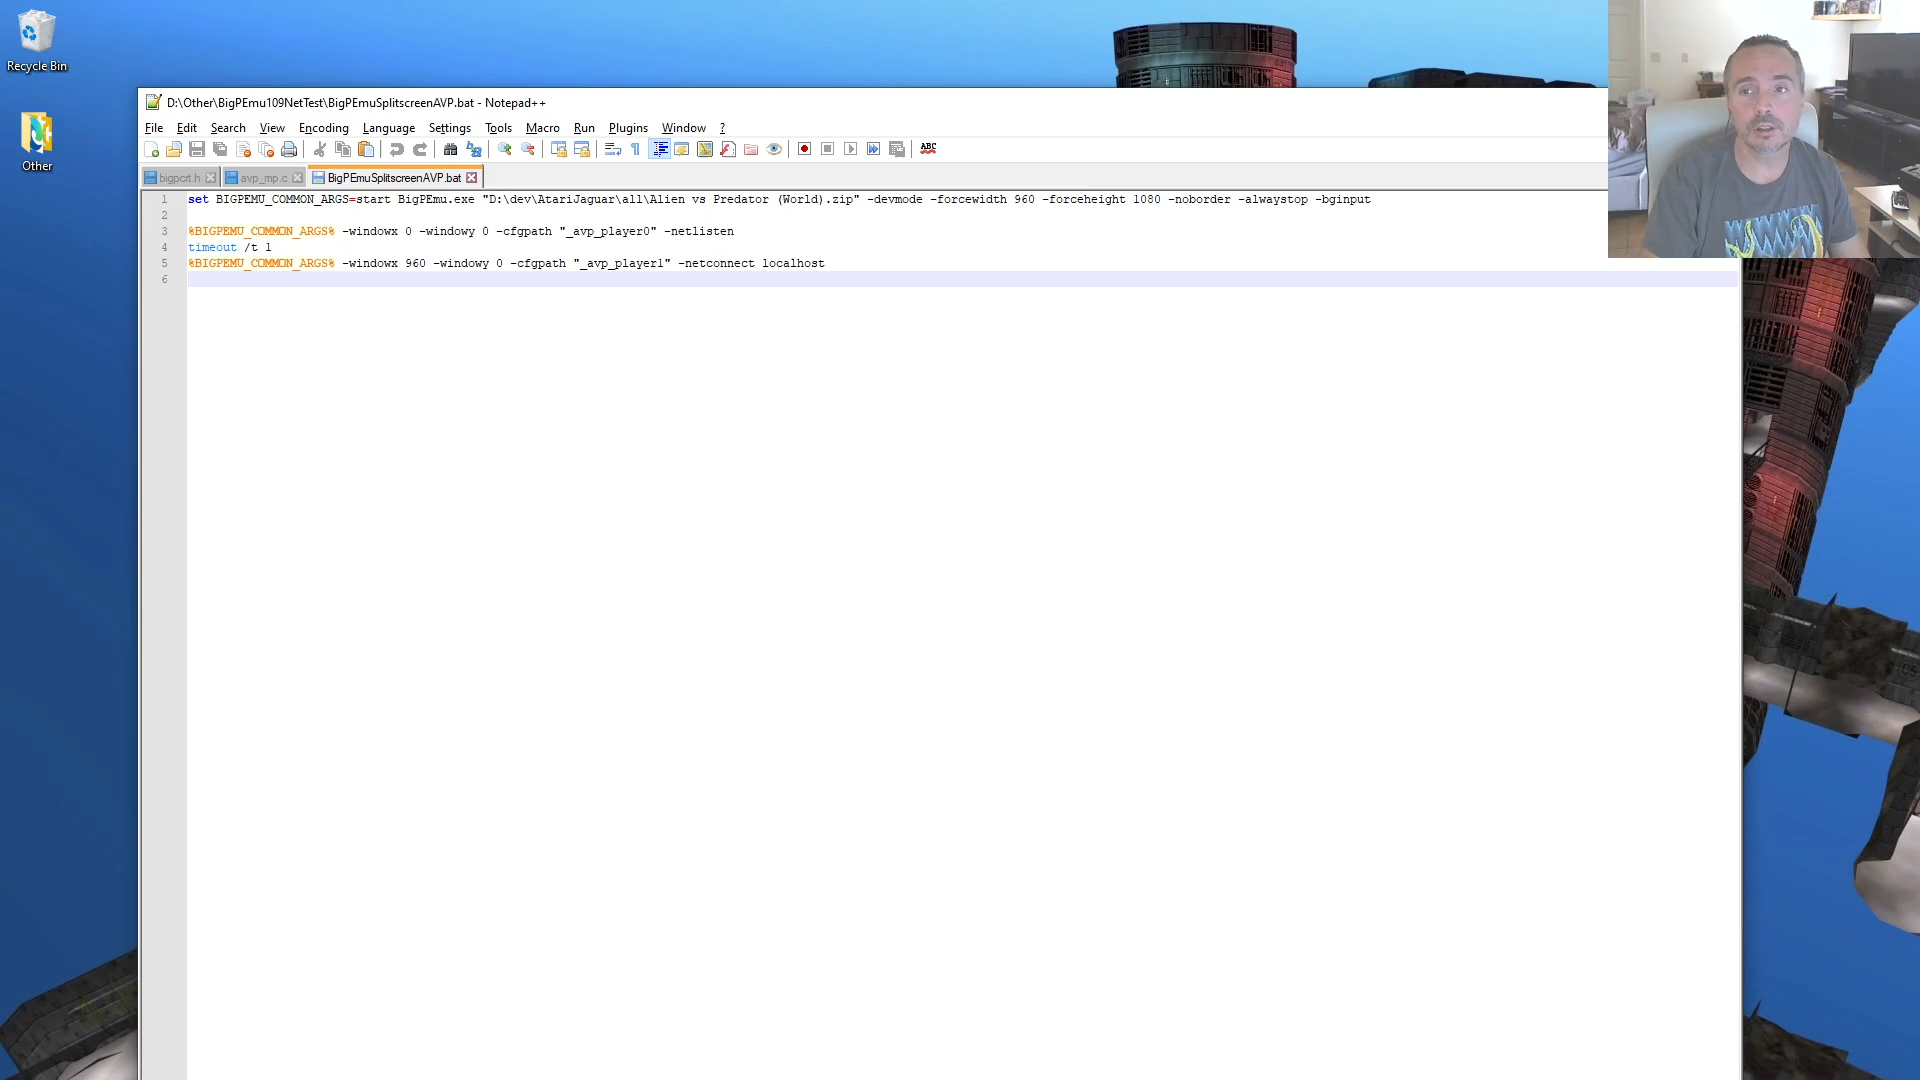 Recycle Bin
Other
D:\Other\BigPEmu109NetTest\BigPEmuSplitscreenAVP.bat - Notepad++
File Edit Search View Encoding Language Settings Tools Macro Run Plugins Window ?
ABC
bigpcrt.h avp_mp.c BigPEmuSplitscreenAVP.bat
1 set BIGPEMU_COMMON_ARGS=start BigPEmu.exe "D:\dev\AtariJaguar\all\Alien vs Predator (World).zip" -devmode -forcewidth 960 -forceheight 1080 -noborder -alwaystop -bginput
2
3 %BIGPEMU_COMMON_ARGS% -windowx 0 -windowy 0 -cfgpath "_avp_player0" -netlisten
4 timeout /t 1
5 %BIGPEMU_COMMON_ARGS% -windowx 960 -windowy 0 -cfgpath "_avp_player1" -netconnect localhost
6